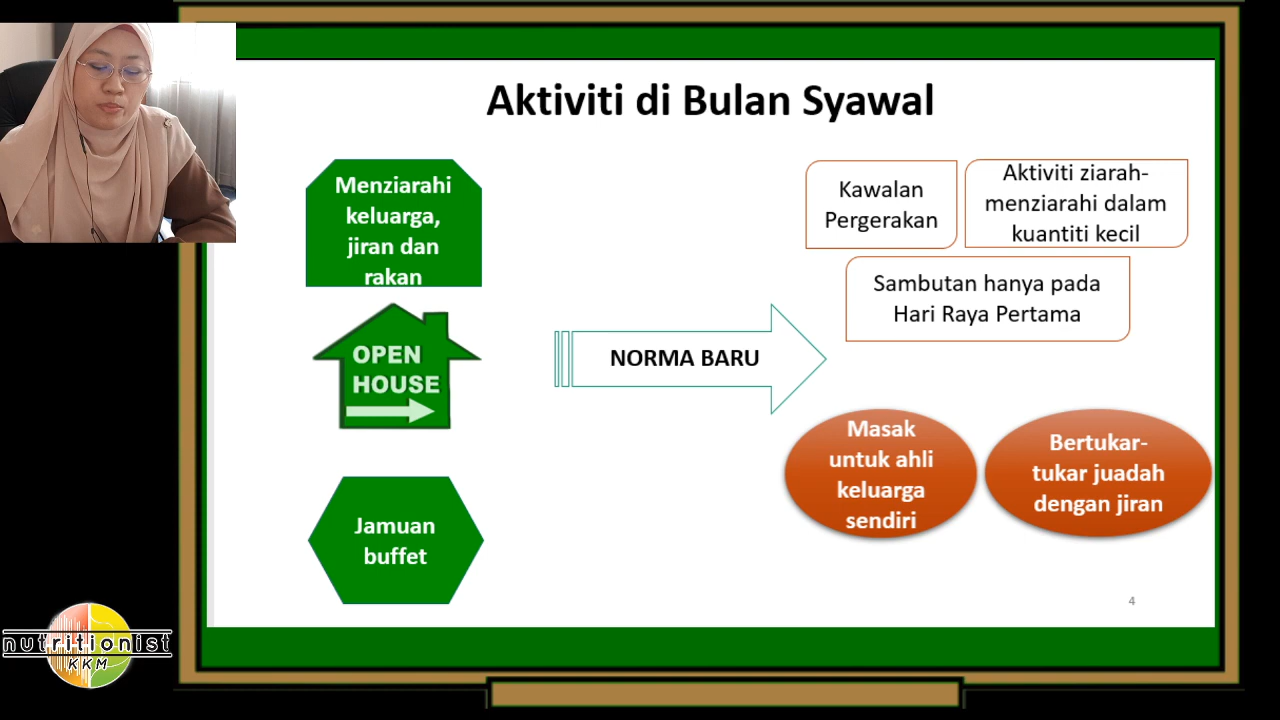 Aktiviti di Bulan Syawal
Menziarahi
keluarga,
jiran dan
rakan
OPEN
HOUSE
Jamuan
buffet
NORMA BARU
Kawalan
Pergerakan
Aktiviti ziarah-
menziarahi dalam
kuantiti kecil
Sambutan hanya pada
Hari Raya Pertama
Masak
untuk ahli
keluarga
sendiri
Bertukar-
tukar juadah
dengan jiran
4
nutritionist
KKM